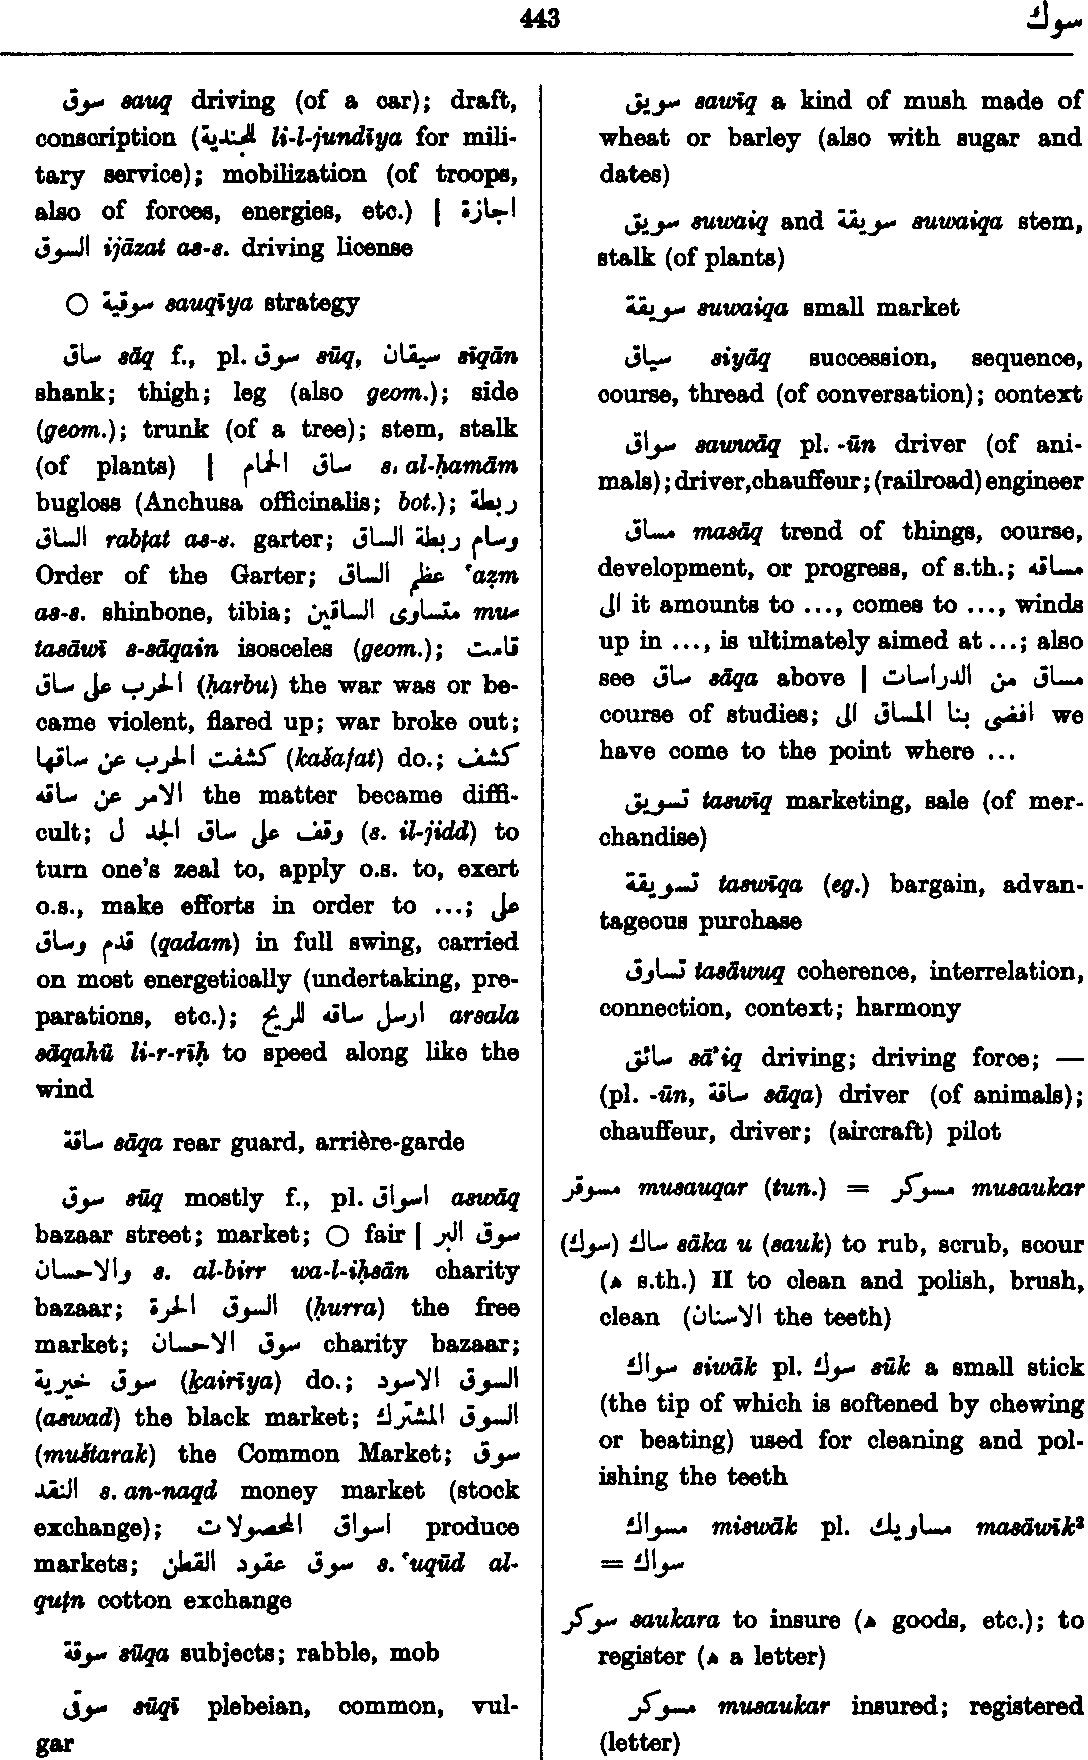 443
سوك
سوق sauq driving (of a car); draft,
conscription (للجندية li-l-jundīya for mili-
tary service); mobilization (of troops,
also of forces, energies, etc.) | اجازة
السوق ijāzat as-s. driving license
○ سوقية sauqīya strategy
ساق sāq f., pl. سوق sūq, سيقان sīqān
shank; thigh; leg (also geom.); side
(geom.); trunk (of a tree); stem, stalk
(of plants) | ساق الحمام s. al-ḥamām
bugloss (Anchusa officinalis; bot.); ربطة
الساق rabṭat as-s. garter; وسام ربطة الساق
Order of the Garter; عظم الساق ʿaẓm
as-s. shinbone, tibia; متساوى الساقين mu-
tasāwī s-sāqain isosceles (geom.); قامت
الحرب على ساق (ḥarbu) the war was or be-
came violent, flared up; war broke out;
كشفت الحرب عن ساقها (kašafat) do.; كشف
الامر عن ساقه the matter became diffi-
cult; وقف على ساق الجد ل (s. il-jidd) to
turn one's zeal to, apply o.s. to, exert
o.s., make efforts in order to ...; على
قدم وساق (qadam) in full swing, carried
on most energetically (undertaking, pre-
parations, etc.); ارسل ساقه للريح arsala
sāqahū li-r-rīḥ to speed along like the
wind
ساقة sāqa rear guard, arrière-garde
سوق sūq mostly f., pl. اسواق aswāq
bazaar street; market; ○ fair | سوق البر
والاحسان s. al-birr wa-l-iḥsān charity
bazaar; السوق الحرة (ḥurra) the free
market; سوق الاحسان charity bazaar;
سوق خيرية (ḵairīya) do.; السوق الاسود
(aswad) the black market; السوق المشترك
(muštarak) the Common Market; سوق
النقد s. an-naqd money market (stock
exchange); اسواق المحصولات produce
markets; سوق عقود القطن s. ʿuqūd al-
quṭn cotton exchange
سوقة sūqa subjects; rabble, mob
سوقى sūqī plebeian, common, vul-
gar
سويق sawīq a kind of mush made of
wheat or barley (also with sugar and
dates)
سويق suwaiq and سويقة suwaiqa stem,
stalk (of plants)
سويقة suwaiqa small market
سياق siyāq succession, sequence,
course, thread (of conversation); context
سواق sawwāq pl. -ūn driver (of ani-
mals); driver, chauffeur; (railroad) engineer
مساق masāq trend of things, course,
development, or progress, of s.th.; مساقه
الى it amounts to ..., comes to ..., winds
up in ..., is ultimately aimed at ...; also
see ساق sāqa above | مساق من الدراسات
course of studies; افضى بنا المساق الى we
have come to the point where ...
تسويق taswīq marketing, sale (of mer-
chandise)
تسويقة taswīqa (eg.) bargain, advan-
tageous purchase
تساوق tasāwuq coherence, interrelation,
connection, context; harmony
سائق sāʾiq driving; driving force; —
(pl. -ūn, ساقة sāqa) driver (of animals);
chauffeur, driver; (aircraft) pilot
مسوقر musauqar (tun.) = مسوكر musaukar
(سوك) ساك sāka u (sauk) to rub, scrub, scour
(ه s.th.) II to clean and polish, brush,
clean (الاسنان the teeth)
سواك siwāk pl. سوك sūk a small stick
(the tip of which is softened by chewing
or beating) used for cleaning and pol-
ishing the teeth
مسواك miswāk pl. مساويك masāwīk²
= سواك
سوكر saukara to insure (ه goods, etc.); to
register (ه a letter)
مسوكر musaukar insured; registered
(letter)